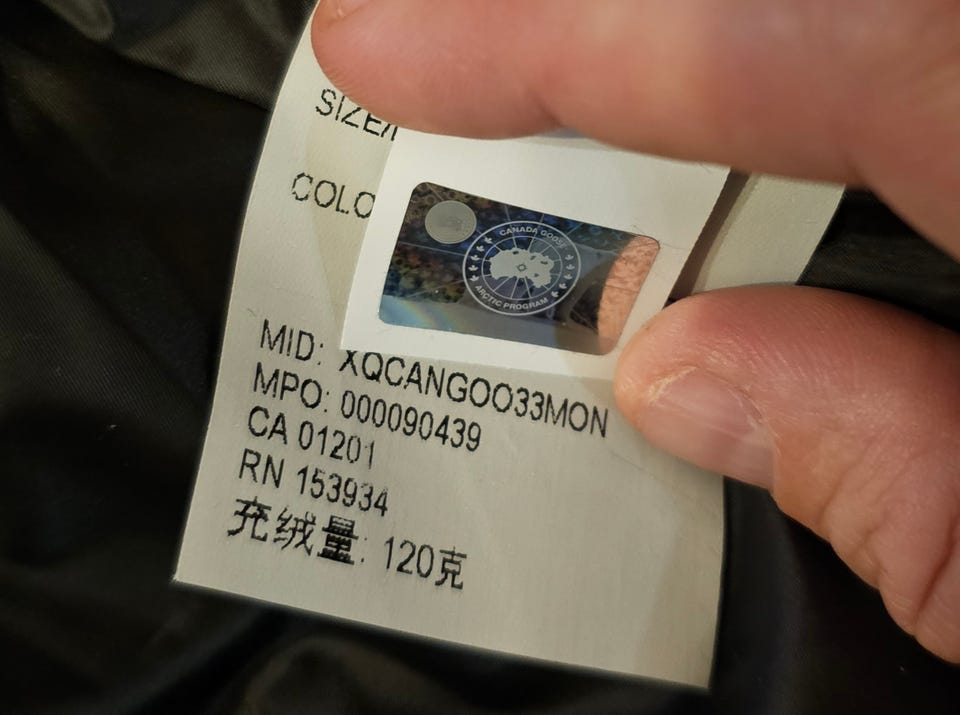 SIZE/
COLO
CANADA GOOSE
ARCTIC PROGRAM
MID: XQCANGOO33MON
MPO: 000090439
CA 01201
RN 153934
充绒量: 120克